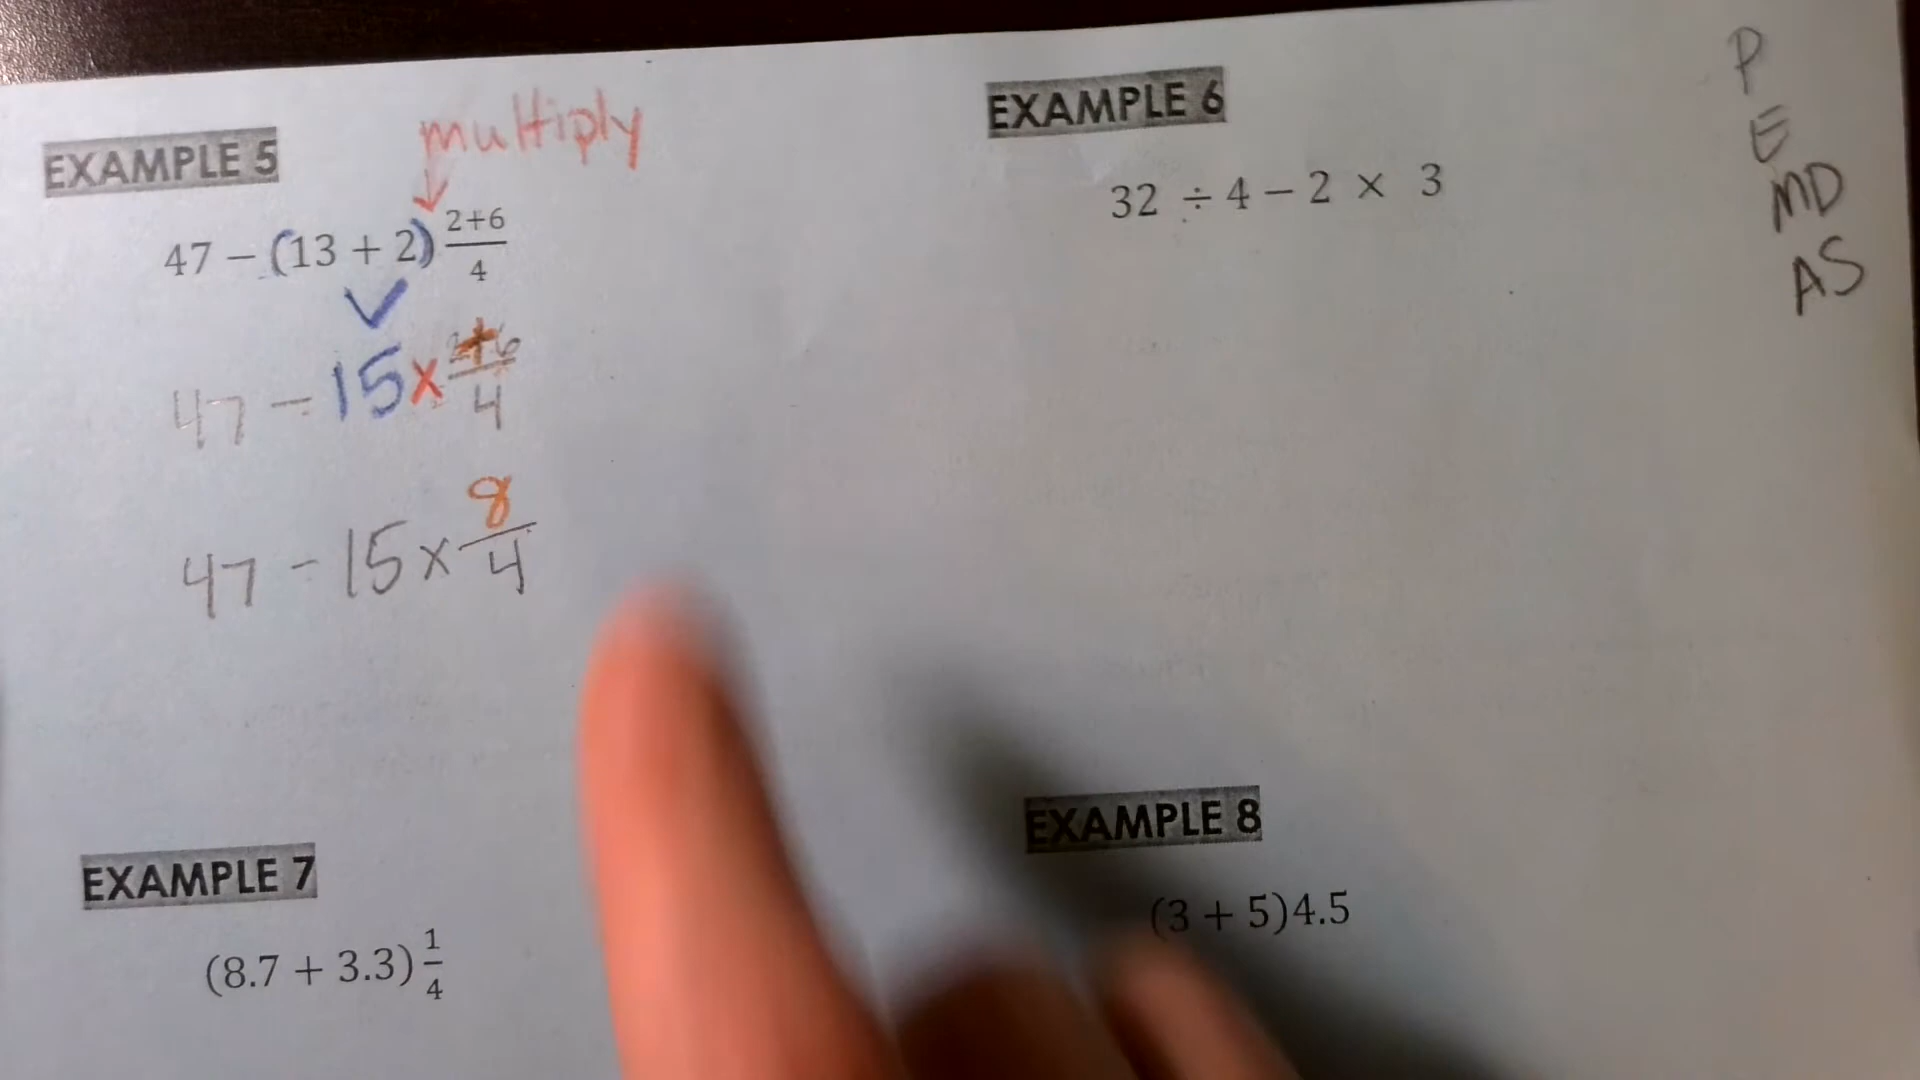 EXAMPLE 5
multiply
47 − (13 + 2) 2+6/4
47 − 15 x 2+6/4
47 − 15 x 8/4
EXAMPLE 6
32 ÷ 4 − 2 × 3
P
E
MD
AS
EXAMPLE 7
(8.7 + 3.3) 1/4
EXAMPLE 8
(3 + 5)4.5